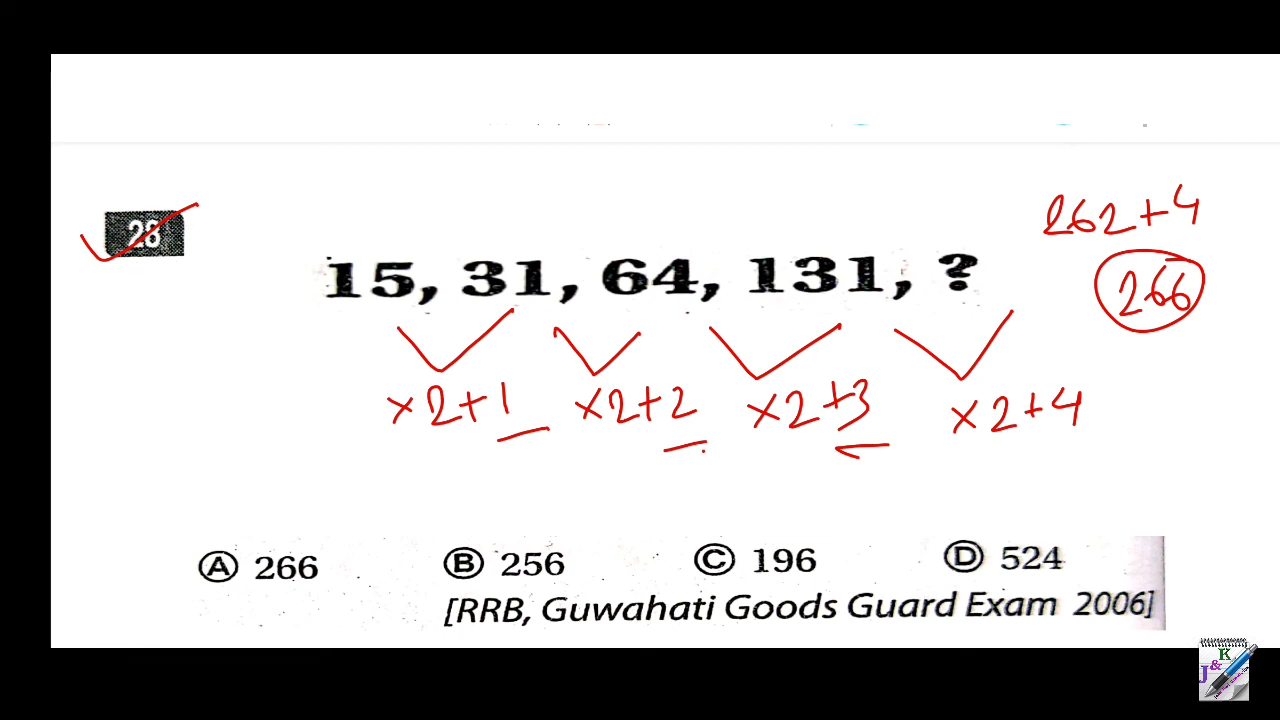 28
262+4
15, 31, 64, 131, ?
266
×2+1 ×2+2 ×2+3 ×2+4
Ⓐ 266 Ⓑ 256 Ⓒ 196 Ⓓ 524
[RRB, Guwahati Goods Guard Exam 2006]
J&K